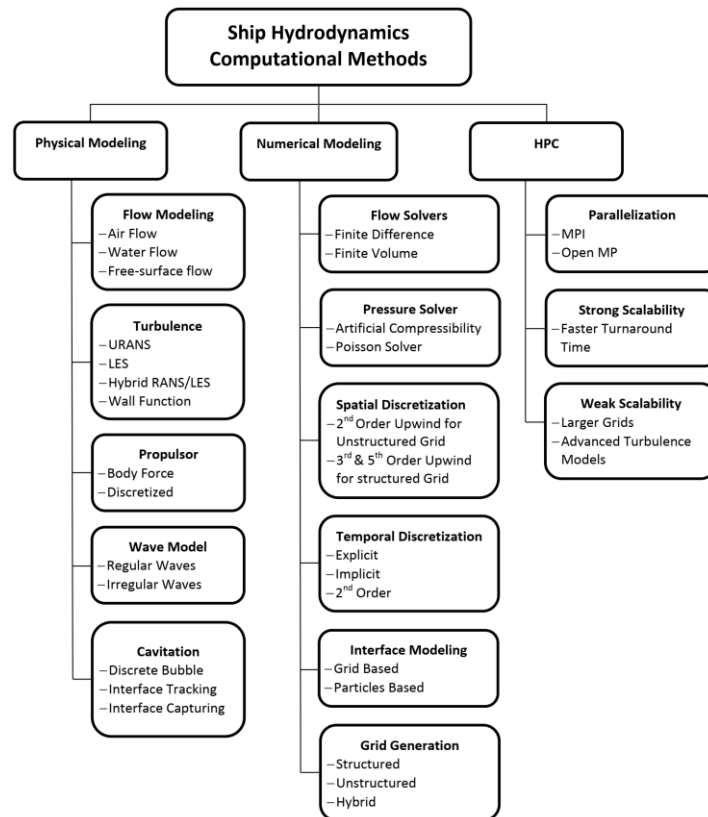 Ship Hydrodynamics
Computational Methods
Physical Modeling
Numerical Modeling
HPC
Flow Modeling
–Air Flow
–Water Flow
–Free-surface flow
Turbulence
–URANS
–LES
–Hybrid RANS/LES
–Wall Function
Propulsor
–Body Force
–Discretized
Wave Model
–Regular Waves
–Irregular Waves
Cavitation
–Discrete Bubble
–Interface Tracking
–Interface Capturing
Flow Solvers
–Finite Difference
–Finite Volume
Pressure Solver
–Artificial Compressibility
–Poisson Solver
Spatial Discretization
–2nd Order Upwind for
Unstructured Grid
–3rd & 5th Order Upwind
for structured Grid
Temporal Discretization
–Explicit
–Implicit
–2nd Order
Interface Modeling
–Grid Based
–Particles Based
Grid Generation
–Structured
–Unstructured
–Hybrid
Parallelization
–MPI
–Open MP
Strong Scalability
–Faster Turnaround
Time
Weak Scalability
–Larger Grids
–Advanced Turbulence
Models